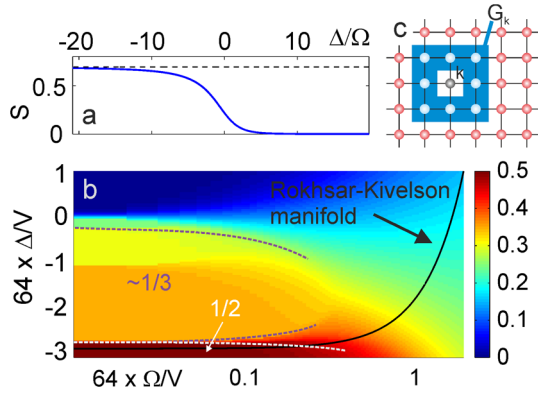 -20 -10 0 10 Δ/Ω
S
0.5
0
a
c
G_k
k
b
64 x Δ/V
1
0
-1
-2
-3
Rokhsar-Kivelson
manifold
~1/3
1/2
64 x Ω/V 0.1 1
0.5
0.4
0.3
0.2
0.1
0